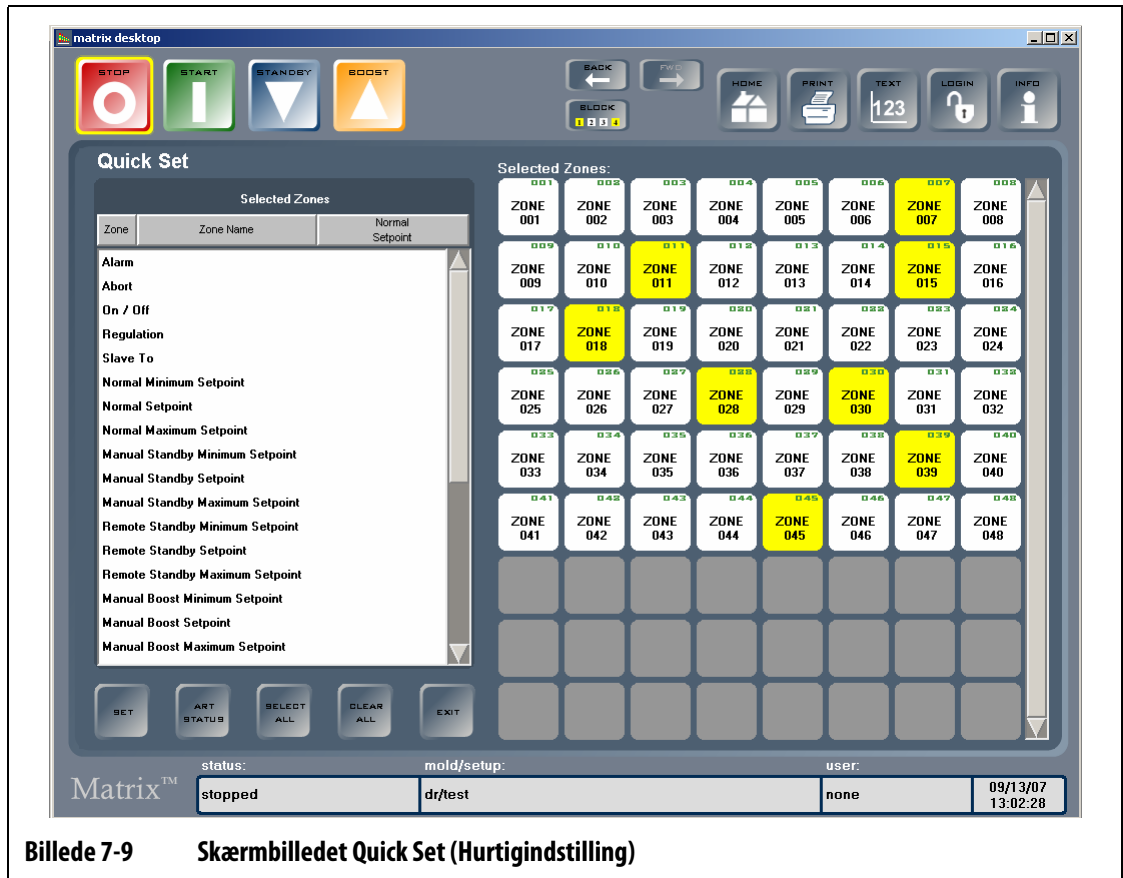 matrix desktop
STOP START STANDBY BOOST BACK FWD HOME PRINT TEXT LOGIN INFO
BLOCK
1 2 3 4
123
Quick Set
Selected Zones:
Selected Zones
Zone Zone Name Normal Setpoint
Alarm
Abort
On / Off
Regulation
Slave To
Normal Minimum Setpoint
Normal Setpoint
Normal Maximum Setpoint
Manual Standby Minimum Setpoint
Manual Standby Setpoint
Manual Standby Maximum Setpoint
Remote Standby Minimum Setpoint
Remote Standby Setpoint
Remote Standby Maximum Setpoint
Manual Boost Minimum Setpoint
Manual Boost Setpoint
Manual Boost Maximum Setpoint
SET ART STATUS SELECT ALL CLEAR ALL EXIT
001 002 003 004 005 006 007 008
ZONE ZONE ZONE ZONE ZONE ZONE ZONE ZONE
001 002 003 004 005 006 007 008
009 010 011 012 013 014 015 016
ZONE ZONE ZONE ZONE ZONE ZONE ZONE ZONE
009 010 011 012 013 014 015 016
017 018 019 020 021 022 023 024
ZONE ZONE ZONE ZONE ZONE ZONE ZONE ZONE
017 018 019 020 021 022 023 024
025 026 027 028 029 030 031 032
ZONE ZONE ZONE ZONE ZONE ZONE ZONE ZONE
025 026 027 028 029 030 031 032
033 034 035 036 037 038 039 040
ZONE ZONE ZONE ZONE ZONE ZONE ZONE ZONE
033 034 035 036 037 038 039 040
041 042 043 044 045 046 047 048
ZONE ZONE ZONE ZONE ZONE ZONE ZONE ZONE
041 042 043 044 045 046 047 048
status: mold/setup: user:
Matrix™ stopped dr/test none 09/13/07
13:02:28
Billede 7-9 Skærmbilledet Quick Set (Hurtigindstilling)